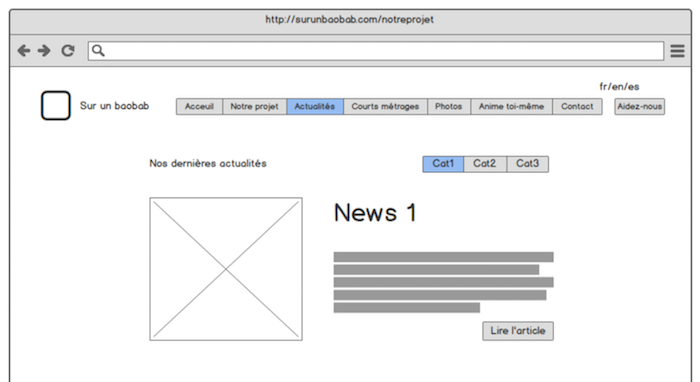 http://surunbaobab.com/notreprojet
fr/en/es
Sur un baobab
Acceuil Notre projet Actualités Courts métrages Photos Anime toi-même Contact Aidez-nous
Nos dernières actualités
Cat1 Cat2 Cat3
News 1
Lire l'article